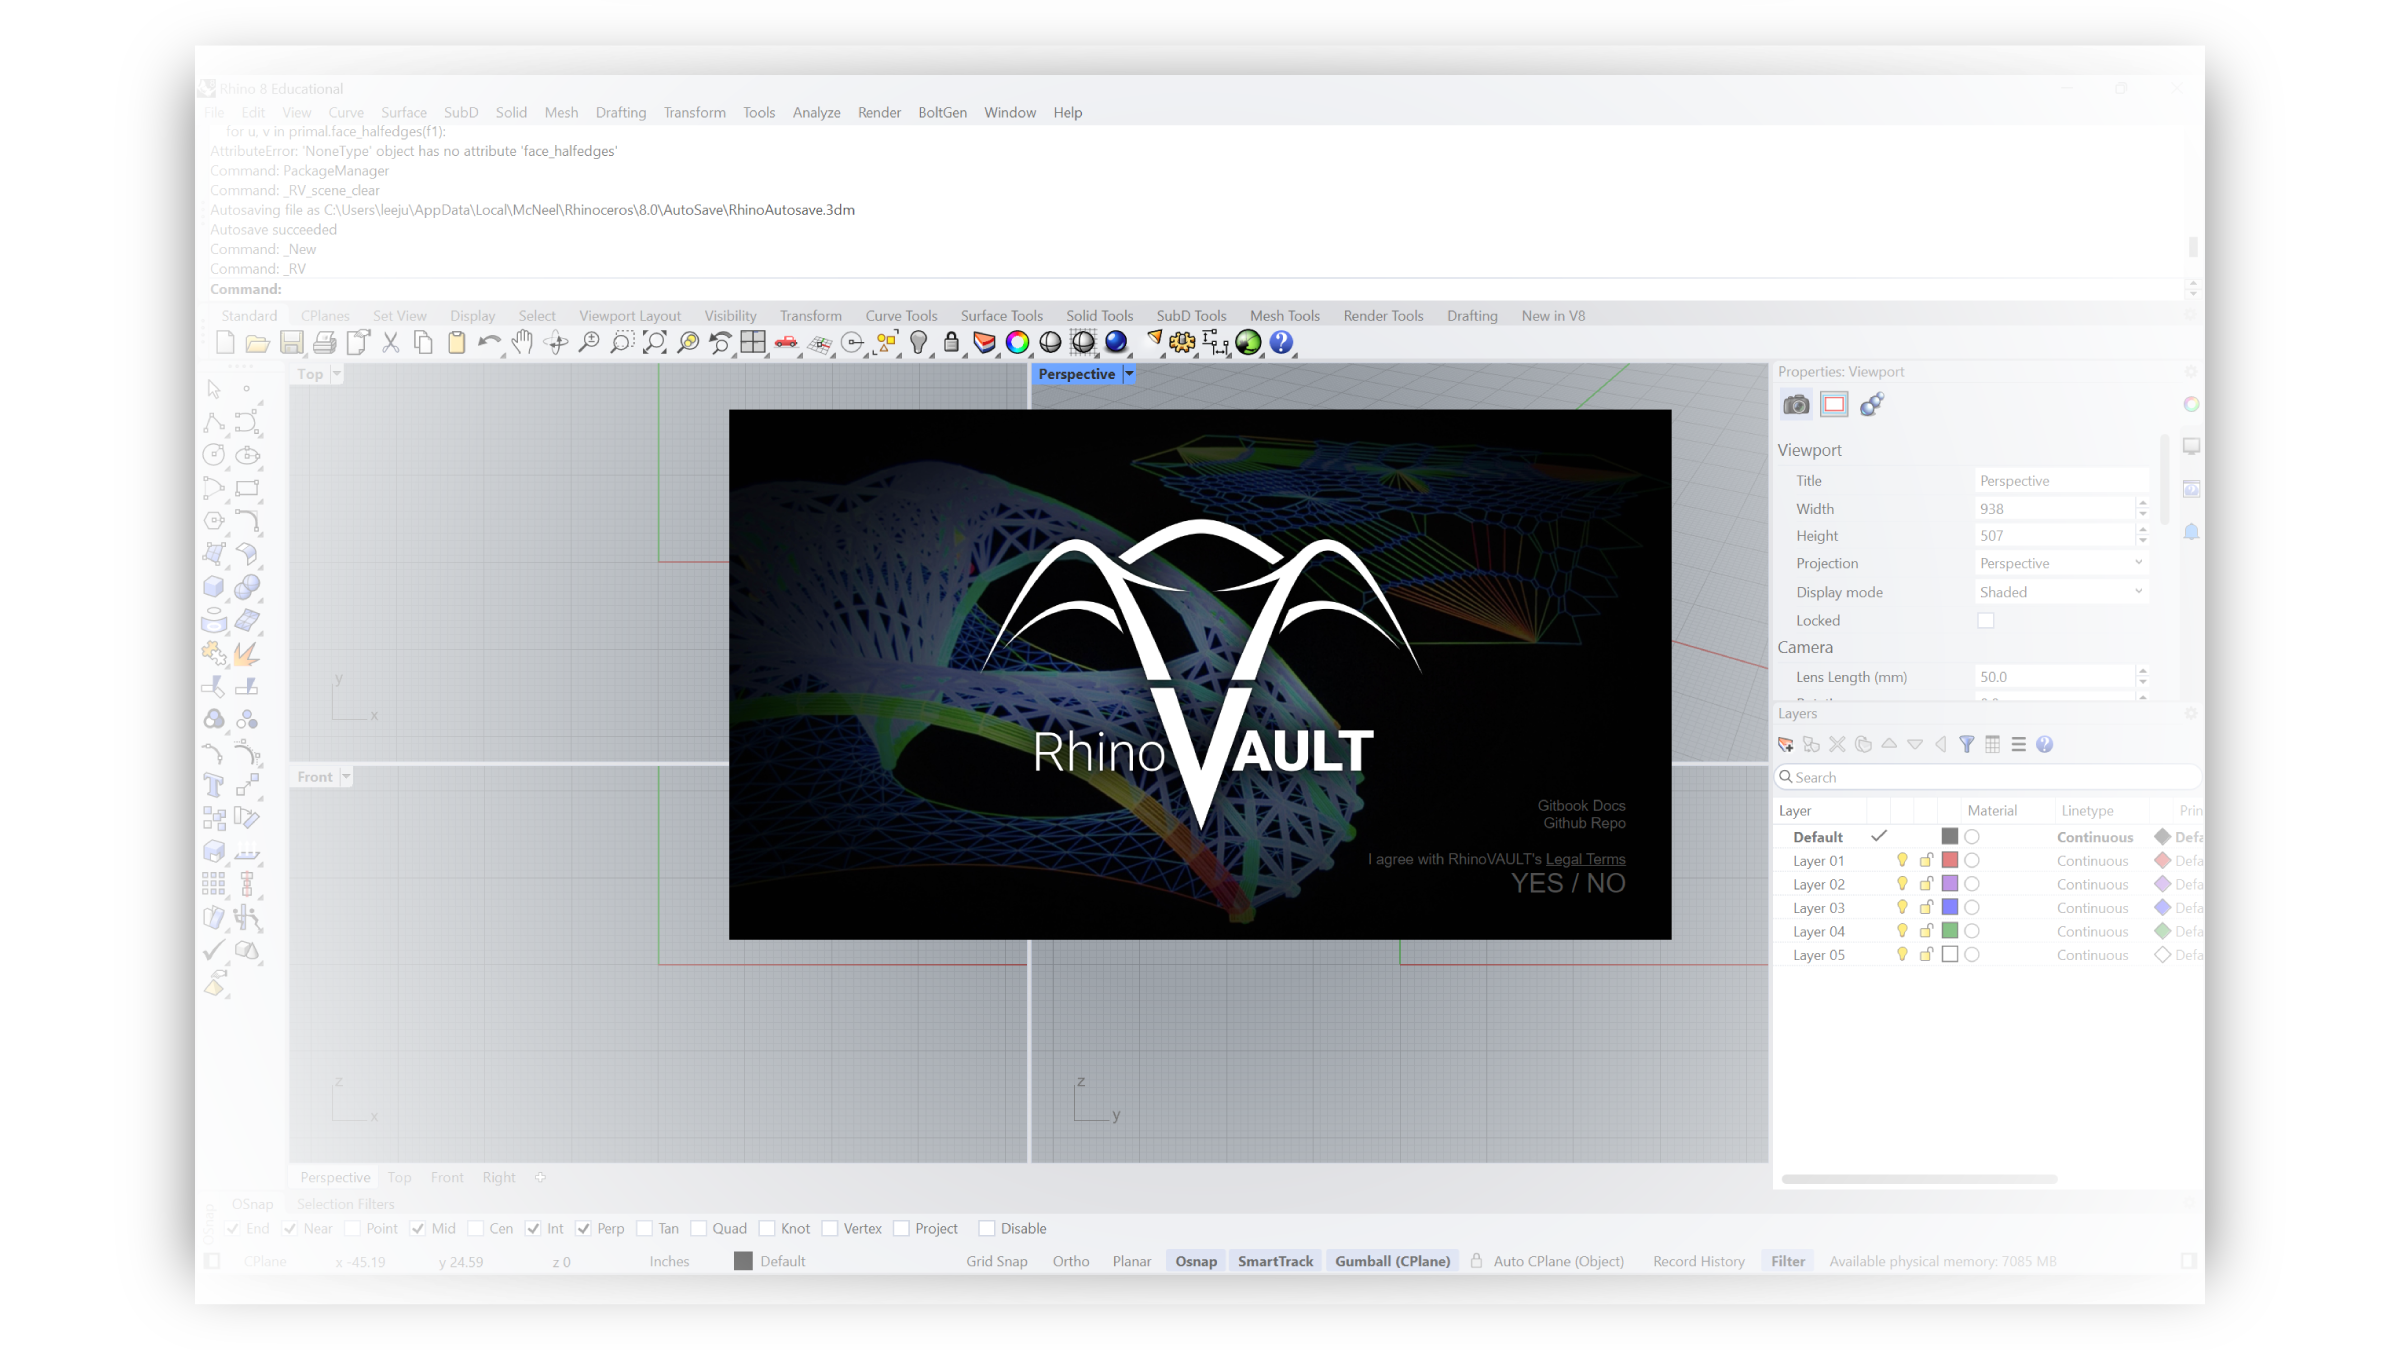 Rhino 8 Educational
File Edit View Curve Surface SubD Solid Mesh Drafting Transform Tools Analyze Render BoltGen Window Help
for u, v in primal.face_halfedges(f1):
AttributeError: 'NoneType' object has no attribute 'face_halfedges'
Command: PackageManager
Command: _RV_scene_clear
Autosaving file as C:\Users\leeju\AppData\Local\McNeel\Rhinoceros\8.0\AutoSave\RhinoAutosave.3dm
Autosave succeeded
Command: _New
Command: _RV
Command:
Standard CPlanes Set View Display Select Viewport Layout Visibility Transform Curve Tools Surface Tools Solid Tools SubD Tools Mesh Tools Render Tools Drafting New in V8
Top
Perspective
y
x
Front
z
x
z
y
RhinoVAULT
Gitbook Docs
Github Repo
I agree with RhinoVAULT's Legal Terms
YES / NO
Properties: Viewport
Viewport
Title Perspective
Width 938
Height 507
Projection Perspective
Display mode Shaded
Locked
Camera
Lens Length (mm) 50.0
Layers
Search
Layer Material Linetype
Default Continuous
Layer 01 Continuous
Layer 02 Continuous
Layer 03 Continuous
Layer 04 Continuous
Layer 05 Continuous
Perspective Top Front Right
OSnap Selection Filters
End Near Point Mid Cen Int Perp Tan Quad Knot Vertex Project Disable
CPlane x -45.19 y 24.59 z 0 Inches Default Grid Snap Ortho Planar Osnap SmartTrack Gumball (CPlane) Auto CPlane (Object) Record History Filter Available physical memory: 7085 MB